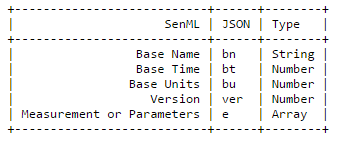 +---------------------------+------+--------+
|                     SenML | JSON | Type   |
+---------------------------+------+--------+
|                 Base Name | bn   | String |
|                 Base Time | bt   | Number |
|                Base Units | bu   | Number |
|                   Version | ver  | Number |
| Measurement or Parameters | e    | Array  |
+---------------------------+------+--------+